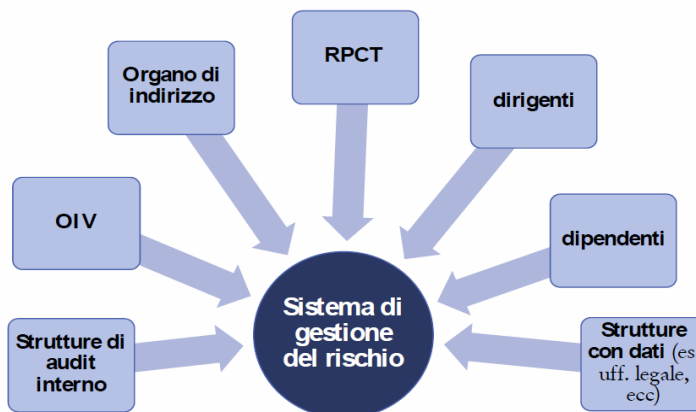 RPCT
Organo di
indirizzo
dirigenti
OIV
dipendenti
Sistema di
gestione
del rischio
Strutture di
audit
interno
Strutture
con dati (es
uff. legale,
ecc)